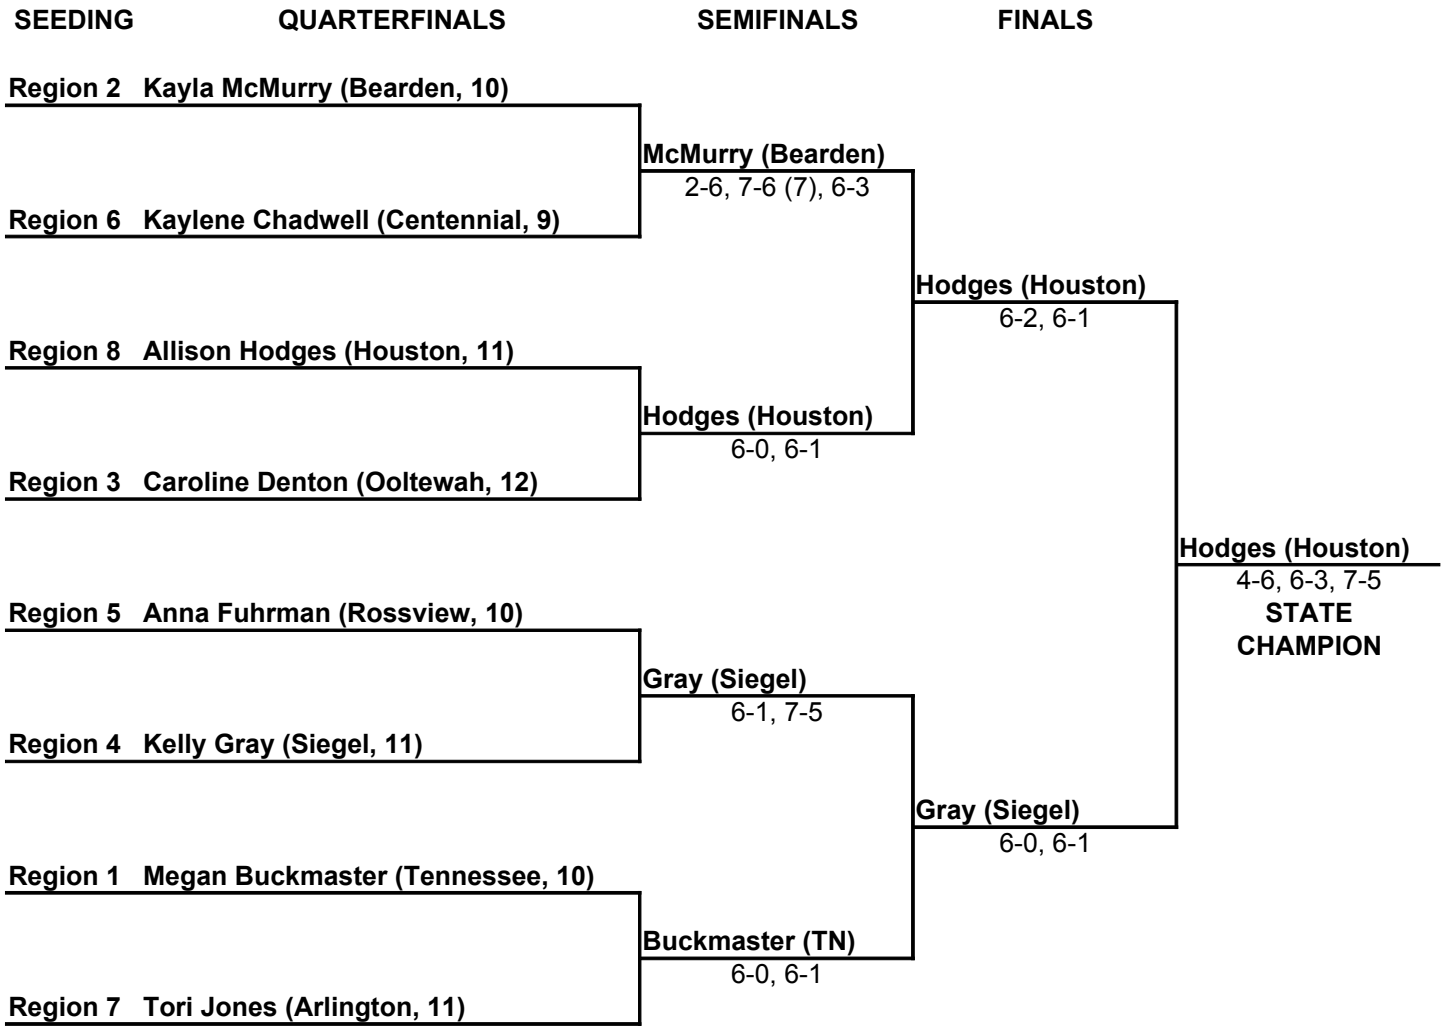 SEEDING QUARTERFINALS SEMIFINALS FINALS
Region 2 Kayla McMurry (Bearden, 10)
McMurry (Bearden)
2-6, 7-6 (7), 6-3
Region 6 Kaylene Chadwell (Centennial, 9)
Hodges (Houston)
6-2, 6-1
Region 8 Allison Hodges (Houston, 11)
Hodges (Houston)
6-0, 6-1
Region 3 Caroline Denton (Ooltewah, 12)
Hodges (Houston)
4-6, 6-3, 7-5
STATE
CHAMPION
Region 5 Anna Fuhrman (Rossview, 10)
Gray (Siegel)
6-1, 7-5
Region 4 Kelly Gray (Siegel, 11)
Gray (Siegel)
6-0, 6-1
Region 1 Megan Buckmaster (Tennessee, 10)
Buckmaster (TN)
6-0, 6-1
Region 7 Tori Jones (Arlington, 11)